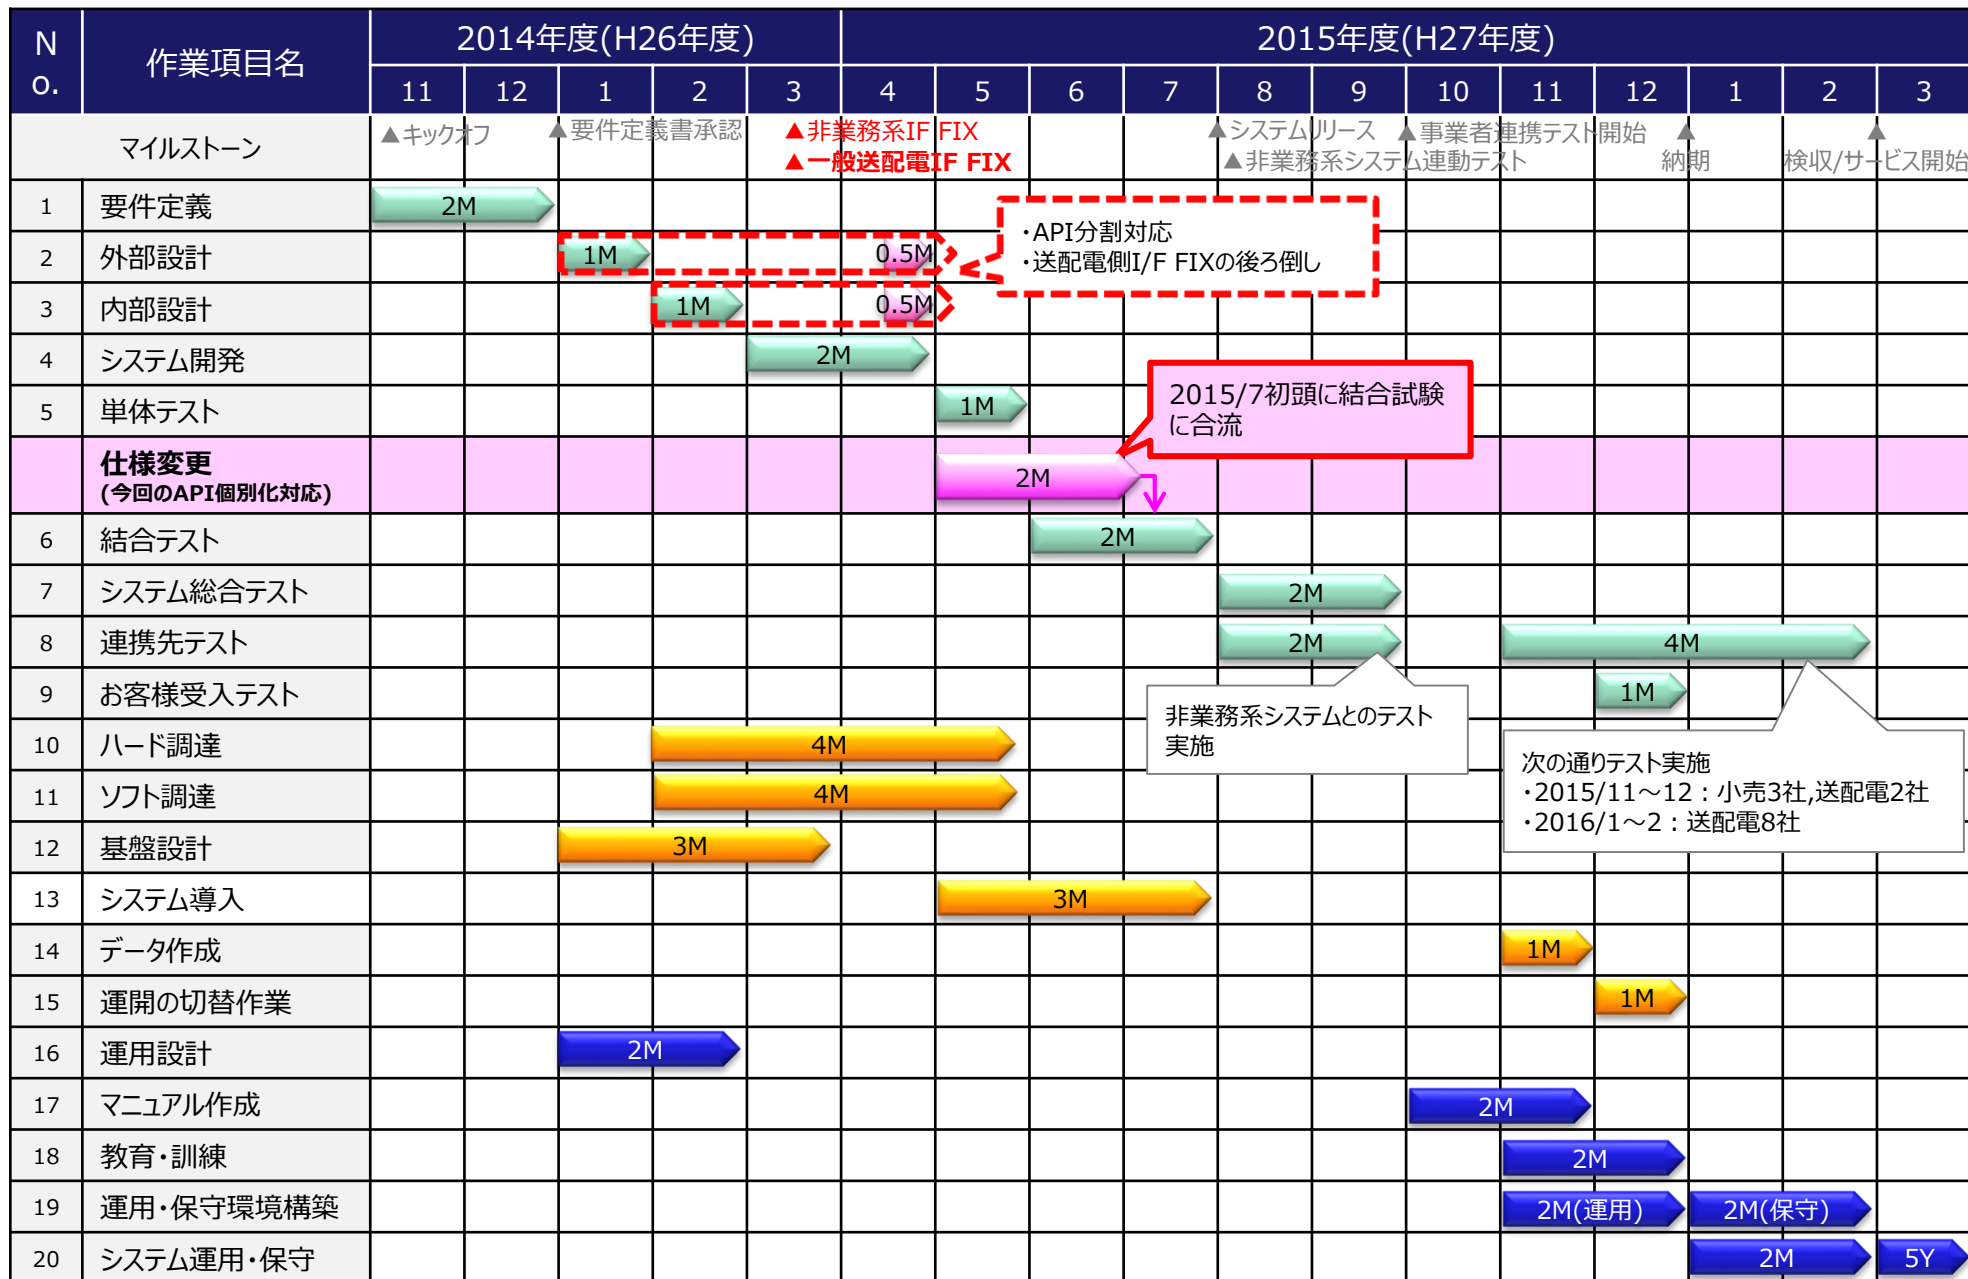 N
o.
作業項目名
2014年度(H26年度)
2015年度(H27年度)
11 12 1 2 3 4 5 6 7 8 9 10 11 12 1 2 3
マイルストーン
▲キックオフ
▲要件定義書承認
▲非業務系IF FIX
▲一般送配電IF FIX
▲システムリリース
▲非業務系システム連動テスト
▲事業者連携テスト開始
▲
納期
▲
検収/サービス開始
1 要件定義 2M
2 外部設計 1M 0.5M
・API分割対応
・送配電側I/F FIXの後ろ倒し
3 内部設計 1M 0.5M
4 システム開発 2M
5 単体テスト 1M
2015/7初頭に結合試験
に合流
仕様変更
(今回のAPI個別化対応)
2M
6 結合テスト 2M
7 システム総合テスト 2M
8 連携先テスト 2M 4M
9 お客様受入テスト 1M
非業務系システムとのテスト
実施
次の通りテスト実施
・2015/11～12：小売3社,送配電2社
・2016/1～2：送配電8社
10 ハード調達 4M
11 ソフト調達 4M
12 基盤設計 3M
13 システム導入 3M
14 データ作成 1M
15 運開の切替作業 1M
16 運用設計 2M
17 マニュアル作成 2M
18 教育・訓練 2M
19 運用・保守環境構築 2M(運用) 2M(保守)
20 システム運用・保守 2M 5Y